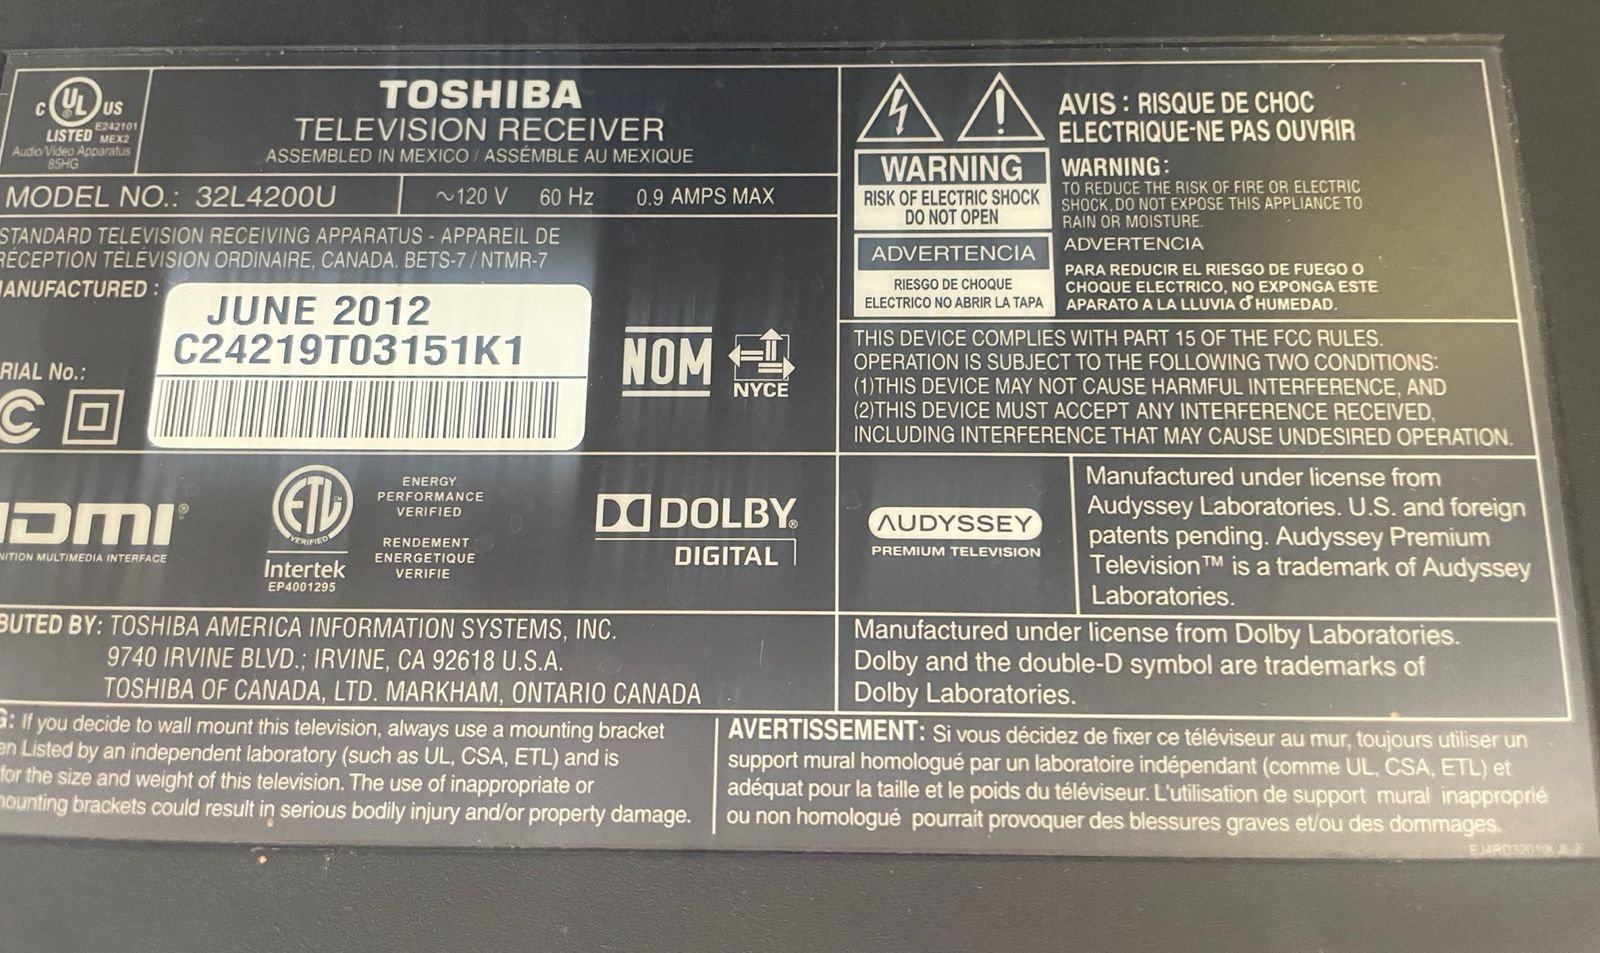 C UL US
LISTED E242101
MEX2
Audio/Video Apparatus
85HG
TOSHIBA
TELEVISION RECEIVER
ASSEMBLED IN MEXICO / ASSÉMBLE AU MEXIQUE
MODEL NO.: 32L4200U
~120 V 60 Hz 0.9 AMPS MAX
STANDARD TELEVISION RECEIVING APPARATUS - APPAREIL DE
RÉCEPTION TÉLÉVISION ORDINAIRE, CANADA. BETS-7 / NTMR-7
MANUFACTURED :
JUNE 2012
C24219T03151K1
RIAL No.:
NOM
NYCE
HDMI®
NITION MULTIMEDIA INTERFACE
ETL CM
VERIFIED
Intertek
EP4001295
ENERGY
PERFORMANCE
VERIFIED
RENDEMENT
ENERGETIQUE
VERIFIE
DOLBY®
DIGITAL
BUTED BY: TOSHIBA AMERICA INFORMATION SYSTEMS, INC.
9740 IRVINE BLVD.; IRVINE, CA 92618 U.S.A.
TOSHIBA OF CANADA, LTD. MARKHAM, ONTARIO CANADA
G: If you decide to wall mount this television, always use a mounting bracket
en Listed by an independent laboratory (such as UL, CSA, ETL) and is
for the size and weight of this television. The use of inappropriate or
mounting brackets could result in serious bodily injury and/or property damage.
AVIS : RISQUE DE CHOC
ELECTRIQUE-NE PAS OUVRIR
WARNING
RISK OF ELECTRIC SHOCK
DO NOT OPEN
ADVERTENCIA
RIESGO DE CHOQUE
ELECTRICO NO ABRIR LA TAPA
WARNING:
TO REDUCE THE RISK OF FIRE OR ELECTRIC
SHOCK, DO NOT EXPOSE THIS APPLIANCE TO
RAIN OR MOISTURE.
ADVERTENCIA
PARA REDUCIR EL RIESGO DE FUEGO O
CHOQUE ELECTRICO, NO EXPONGA ESTE
APARATO A LA LLUVIA O HUMEDAD.
THIS DEVICE COMPLIES WITH PART 15 OF THE FCC RULES.
OPERATION IS SUBJECT TO THE FOLLOWING TWO CONDITIONS:
(1)THIS DEVICE MAY NOT CAUSE HARMFUL INTERFERENCE, AND
(2)THIS DEVICE MUST ACCEPT ANY INTERFERENCE RECEIVED,
INCLUDING INTERFERENCE THAT MAY CAUSE UNDESIRED OPERATION.
AUDYSSEY
PREMIUM TELEVISION
Manufactured under license from
Audyssey Laboratories. U.S. and foreign
patents pending. Audyssey Premium
Television™ is a trademark of Audyssey
Laboratories.
Manufactured under license from Dolby Laboratories.
Dolby and the double-D symbol are trademarks of
Dolby Laboratories.
AVERTISSEMENT: Si vous décidez de fixer ce téléviseur au mur, toujours utiliser un
support mural homologué par un laboratoire indépendant (comme UL, CSA, ETL) et
adéquat pour la taille et le poids du téléviseur. L'utilisation de support mural inapproprié
ou non homologué pourrait provoquer des blessures graves et/ou des dommages.